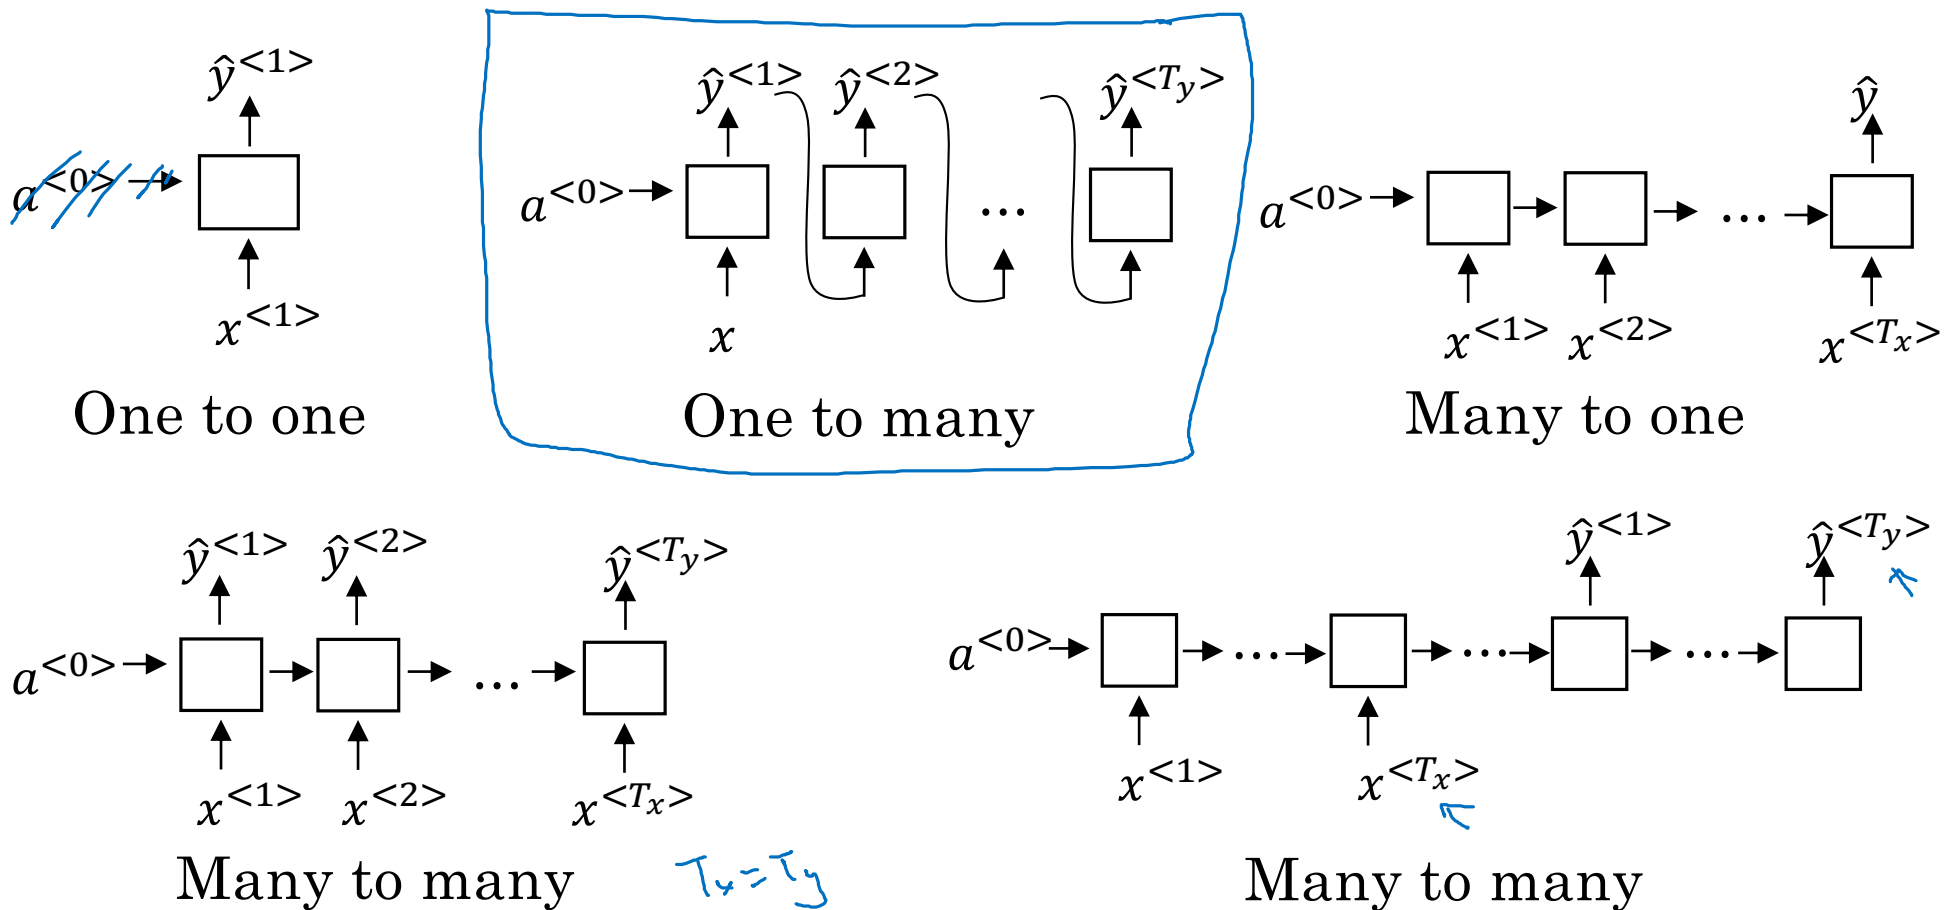 ŷ<1>
a<0>
x<1>
One to one
ŷ<1> ŷ<2> ŷ<Ty>
a<0> ...
x
One to many
ŷ
a<0> ...
x<1> x<2> x<Tx>
Many to one
ŷ<1> ŷ<2> ŷ<Ty>
a<0> ...
x<1> x<2> x<Tx>
Many to many
Tx=Ty
ŷ<1> ŷ<Ty>
a<0> ... ... ...
x<1> x<Tx>
Many to many